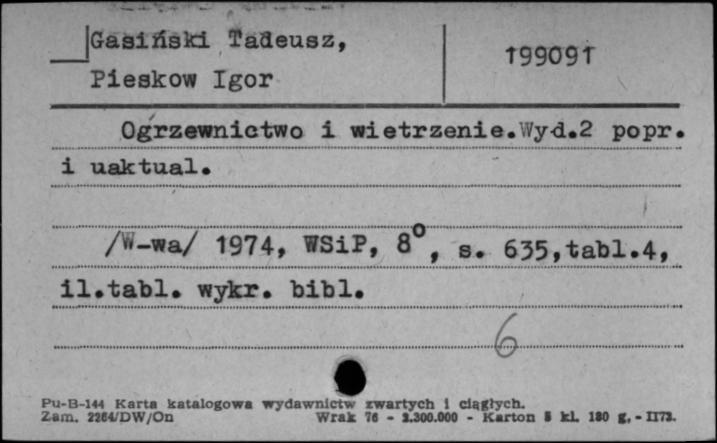 Gasiński Tadeusz,
199091
Pieskow Igor
Ogrzewnictwo i wietrzenie.Wyd.2 popr.
i uaktual.
/W-wa/ 1974, WSiP, 8°, s. 635,tabl.4,
il.tabl. wykr. bibl.
6
Pu-B-144 Karta katalogowa wydawnictw zwartych i ciągłych.
Zam. 2264/DW/On Wrak 76 - 2.300.000 - Karton 5 kl. 180 g. - II73.